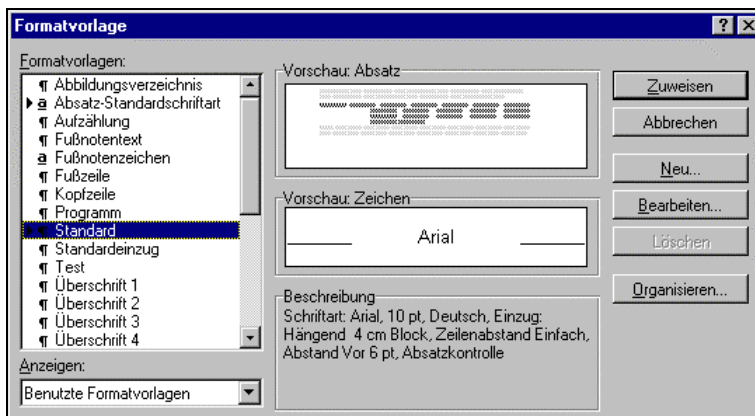 Formatvorlage
Formatvorlagen:
¶ Abbildungsverzeichnis
a Absatz-Standardschriftart
¶ Aufzählung
¶ Fußnotentext
a Fußnotenzeichen
¶ Fußzeile
¶ Kopfzeile
¶ Programm
¶ Standard
¶ Standardeinzug
¶ Test
¶ Überschrift 1
¶ Überschrift 2
¶ Überschrift 3
¶ Überschrift 4
Anzeigen:
Benutzte Formatvorlagen
Vorschau: Absatz
Vorschau: Zeichen
Arial
Beschreibung
Schriftart: Arial, 10 pt, Deutsch, Einzug:
Hängend 4 cm Block, Zeilenabstand Einfach,
Abstand Vor 6 pt, Absatzkontrolle
Zuweisen
Abbrechen
Neu...
Bearbeiten...
Löschen
Organisieren...